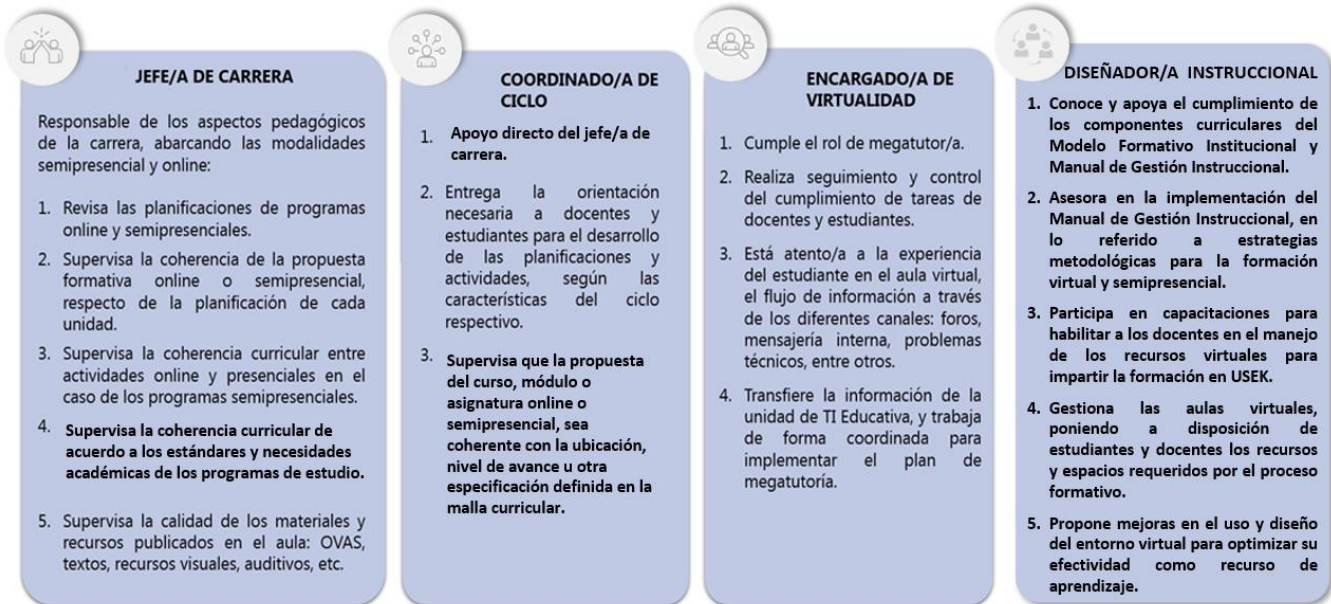 JEFE/A DE CARRERA
Responsable de los aspectos pedagógicos
de la carrera, abarcando las modalidades
semipresencial y online:
1. Revisa las planificaciones de programas
online y semipresenciales.
2. Supervisa la coherencia de la propuesta
formativa online o semipresencial,
respecto de la planificación de cada
unidad.
3. Supervisa la coherencia curricular entre
actividades online y presenciales en el
caso de los programas semipresenciales.
4. Supervisa la coherencia curricular de
acuerdo a los estándares y necesidades
académicas de los programas de estudio.
5. Supervisa la calidad de los materiales y
recursos publicados en el aula: OVAS,
textos, recursos visuales, auditivos, etc.
COORDINADO/A DE
CICLO
1. Apoyo directo del jefe/a de
carrera.
2. Entrega la orientación
necesaria a docentes y
estudiantes para el desarrollo
de las planificaciones y
actividades, según las
características del ciclo
respectivo.
3. Supervisa que la propuesta
del curso, módulo o
asignatura online o
semipresencial, sea
coherente con la ubicación,
nivel de avance u otra
especificación definida en la
malla curricular.
ENCARGADO/A DE
VIRTUALIDAD
1. Cumple el rol de megatutor/a.
2. Realiza seguimiento y control
del cumplimiento de tareas de
docentes y estudiantes.
3. Está atento/a a la experiencia
del estudiante en el aula virtual,
el flujo de información a través
de los diferentes canales: foros,
mensajería interna, problemas
técnicos, entre otros.
4. Transfiere la información de la
unidad de TI Educativa, y trabaja
de forma coordinada para
implementar el plan de
megatutoría.
DISEÑADOR/A INSTRUCCIONAL
1. Conoce y apoya el cumplimiento de
los componentes curriculares del
Modelo Formativo Institucional y
Manual de Gestión Instruccional.
2. Asesora en la implementación del
Manual de Gestión Instruccional, en
lo referido a estrategias
metodológicas para la formación
virtual y semipresencial.
3. Participa en capacitaciones para
habilitar a los docentes en el manejo
de los recursos virtuales para
impartir la formación en USEK.
4. Gestiona las aulas virtuales,
poniendo a disposición de
estudiantes y docentes los recursos
y espacios requeridos por el proceso
formativo.
5. Propone mejoras en el uso y diseño
del entorno virtual para optimizar su
efectividad como recurso de
aprendizaje.